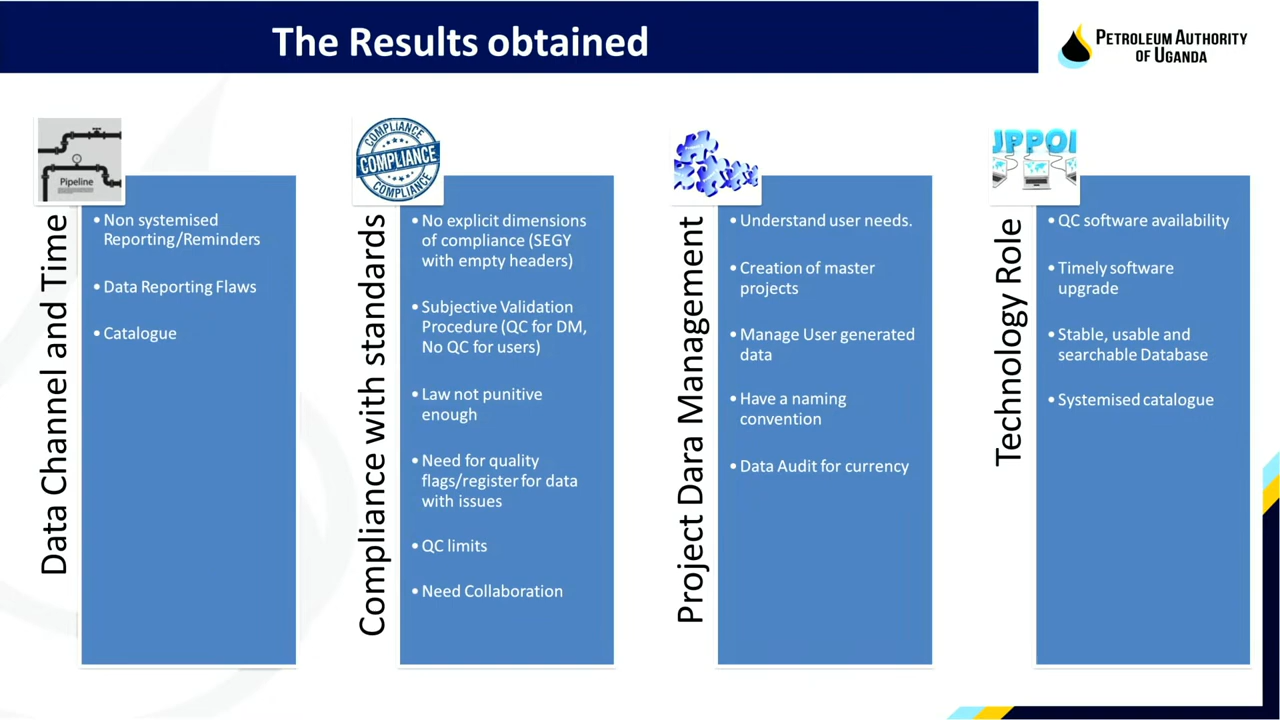 The Results obtained
PETROLEUM AUTHORITY
OF UGANDA
Pipeline
Data Channel and Time
• Non systemised
Reporting/Reminders
• Data Reporting Flaws
• Catalogue
COMPLIANCE
COMPLIANCE
COMPLIANCE
Compliance with standards
• No explicit dimensions
of compliance (SEGY
with empty headers)
• Subjective Validation
Procedure (QC for DM,
No QC for users)
• Law not punitive
enough
• Need for quality
flags/register for data
with issues
• QC limits
• Need Collaboration
Project Dara Management
• Understand user needs.
• Creation of master
projects
• Manage User generated
data
• Have a naming
convention
• Data Audit for currency
UPPO
Technology Role
• QC software availability
• Timely software
upgrade
• Stable, usable and
searchable Database
• Systemised catalogue